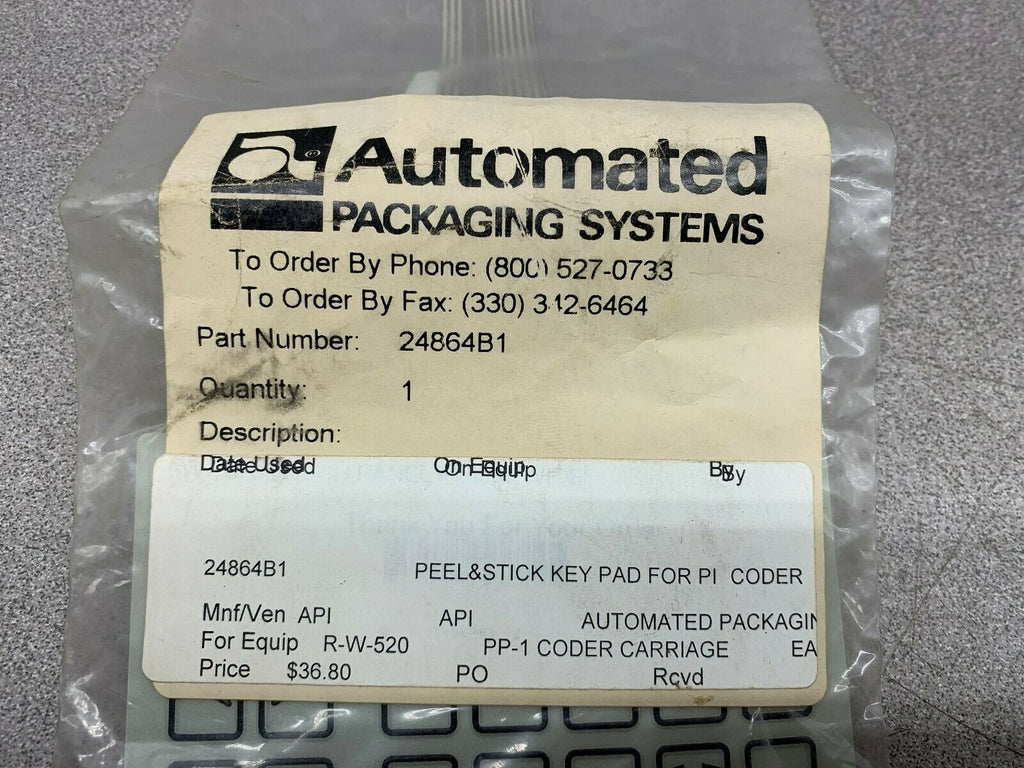 Automated
PACKAGING SYSTEMS
To Order By Phone: (800) 527-0733
To Order By Fax: (330) 342-6464
Part Number: 24864B1
Quantity: 1
Description:
Date Used On Equip By
24864B1 PEEL&STICK KEY PAD FOR PI CODER
Mnf/Ven API API AUTOMATED PACKAGIN
For Equip R-W-520 PP-1 CODER CARRIAGE EA
Price $36.80 PO Rcvd